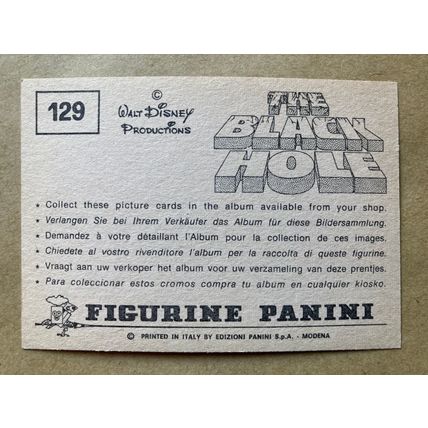 129
©
WALT DISNEY
PRODUCTIONS
THE
BLACK
HOLE
• Collect these picture cards in the album available from your shop.
• Verlangen Sie bei Ihrem Verkäufer das Album für diese Bildersammlung.
• Demandez à votre détaillant l'Album pour la collection de ces images.
• Chiedete al vostro rivenditore l'album per la raccolta di queste figurine.
• Vraagt aan uw verkoper het album voor uw verzameling van deze prentjes.
• Para coleccionar estos cromos compra tu album en cualquier kiosko.
FIGURINE PANINI
© PRINTED IN ITALY BY EDIZIONI PANINI S.p.A. - MODENA